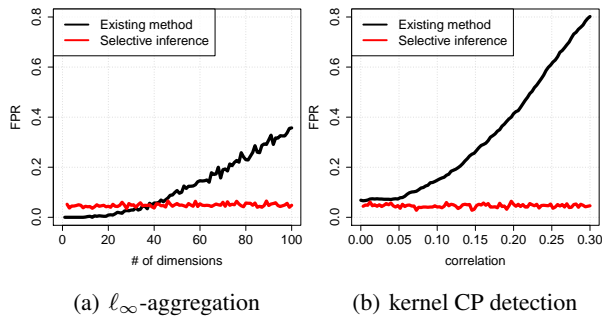 Existing method
Selective inference
FPR
0.0
0.2
0.4
0.6
0.8
0
20
40
60
80
100
# of dimensions
(a) ℓ∞-aggregation
Existing method
Selective inference
FPR
0.0
0.2
0.4
0.6
0.8
0.00
0.05
0.10
0.15
0.20
0.25
0.30
correlation
(b) kernel CP detection